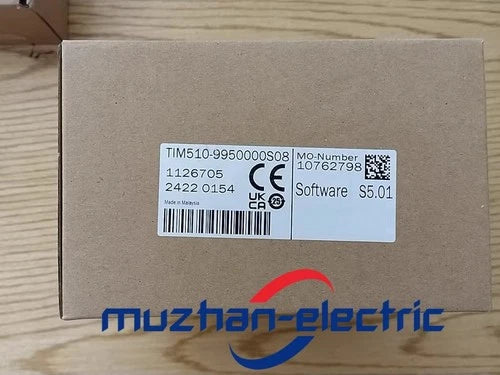 TIM510-9950000S08
1126705
2422 0154
Made in Malaysia
CE
UK
CA
25
MO-Number
10762798
Software S5.01
muzhan-electric